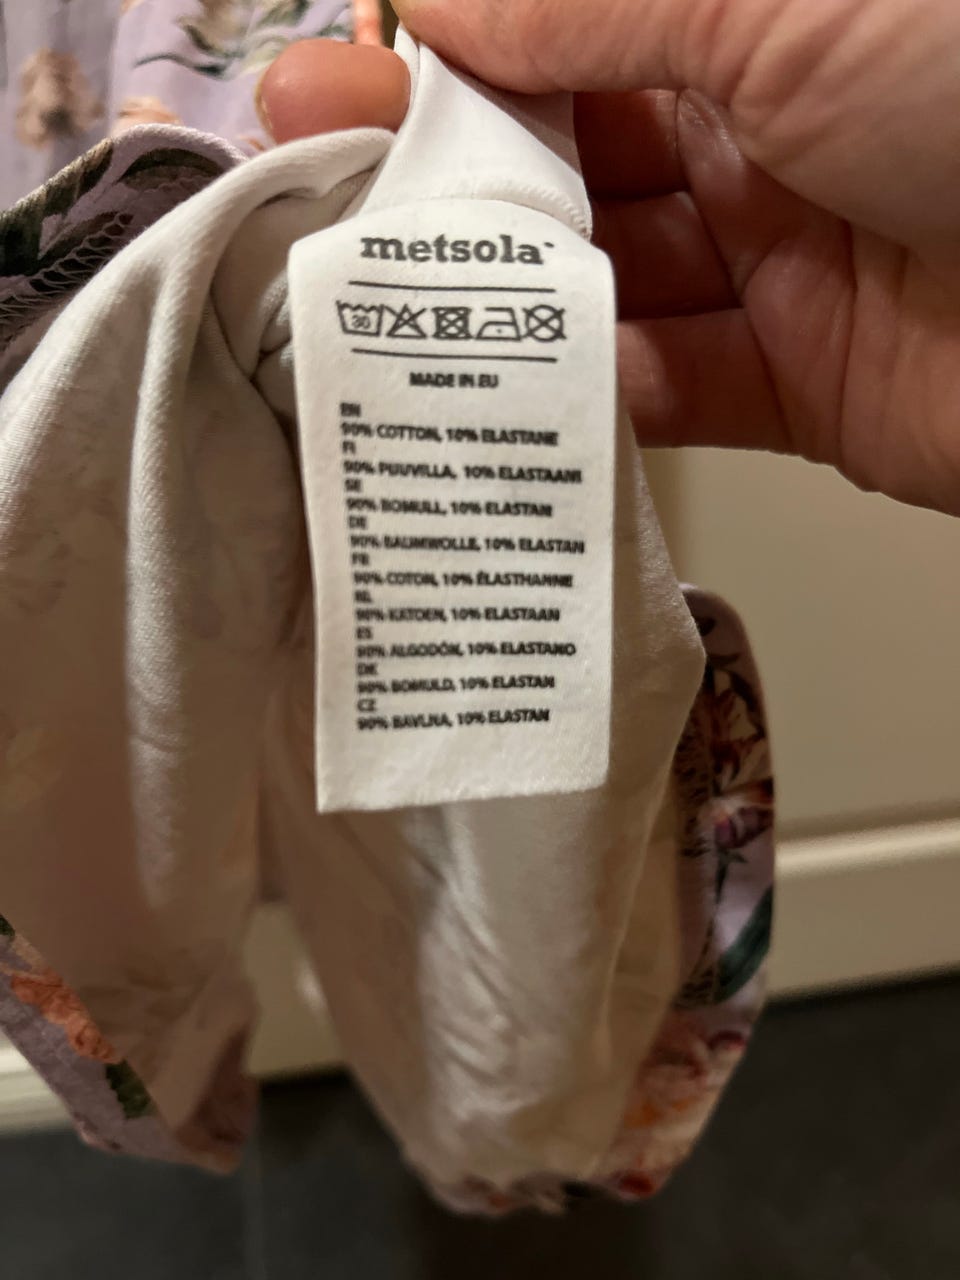 metsola
30
MADE IN EU
EN
90% COTTON, 10% ELASTANE
FI
90% PUUVILLA, 10% ELASTAANI
SE
90% BOMULL, 10% ELASTAN
DE
90% BAUMWOLLE, 10% ELASTAN
FR
90% COTON, 10% ÉLASTHANNE
NL
90% KATOEN, 10% ELASTAAN
ES
90% ALGODÓN, 10% ELASTANO
DK
90% BOMULD, 10% ELASTAN
CZ
90% BAVLNA, 10% ELASTAN